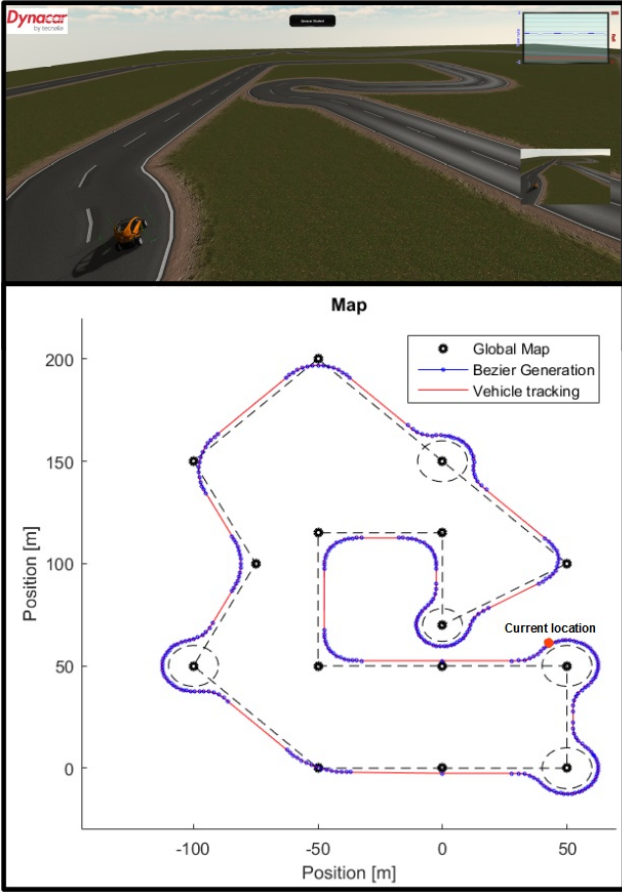 Dynacar
by tecnalia
Map
Global Map
Bezier Generation
Vehicle tracking
200
150
100
50
0
Position [m]
Current location
-100
-50
0
50
Position [m]